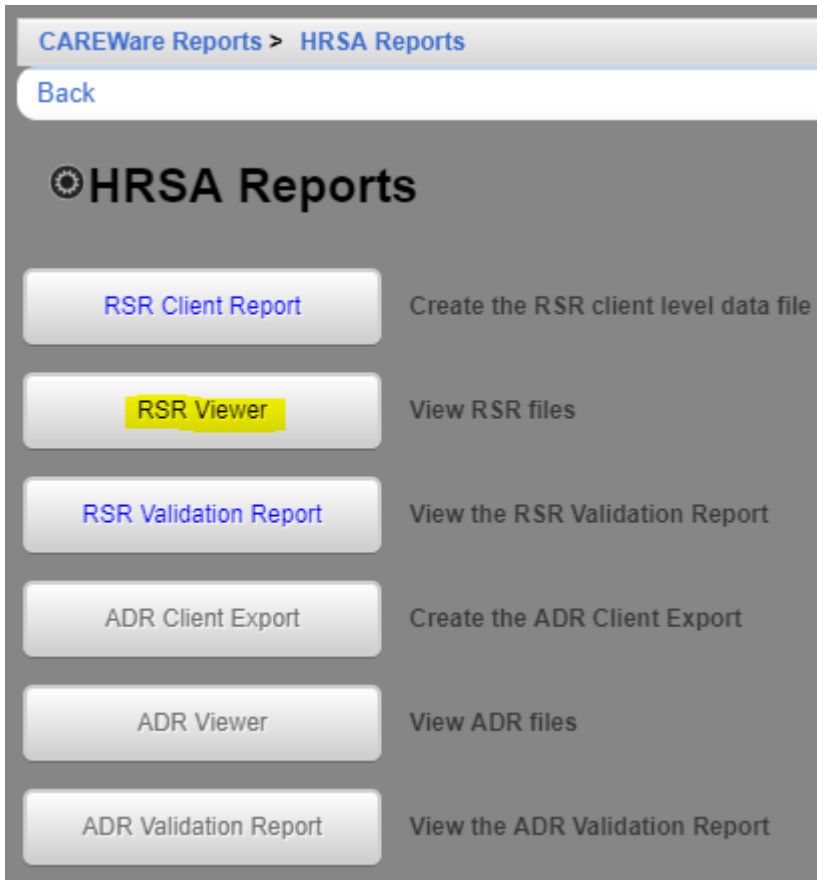 CAREWare Reports > HRSA Reports
Back
HRSA Reports
RSR Client Report Create the RSR client level data file
RSR Viewer View RSR files
RSR Validation Report View the RSR Validation Report
ADR Client Export Create the ADR Client Export
ADR Viewer View ADR files
ADR Validation Report View the ADR Validation Report